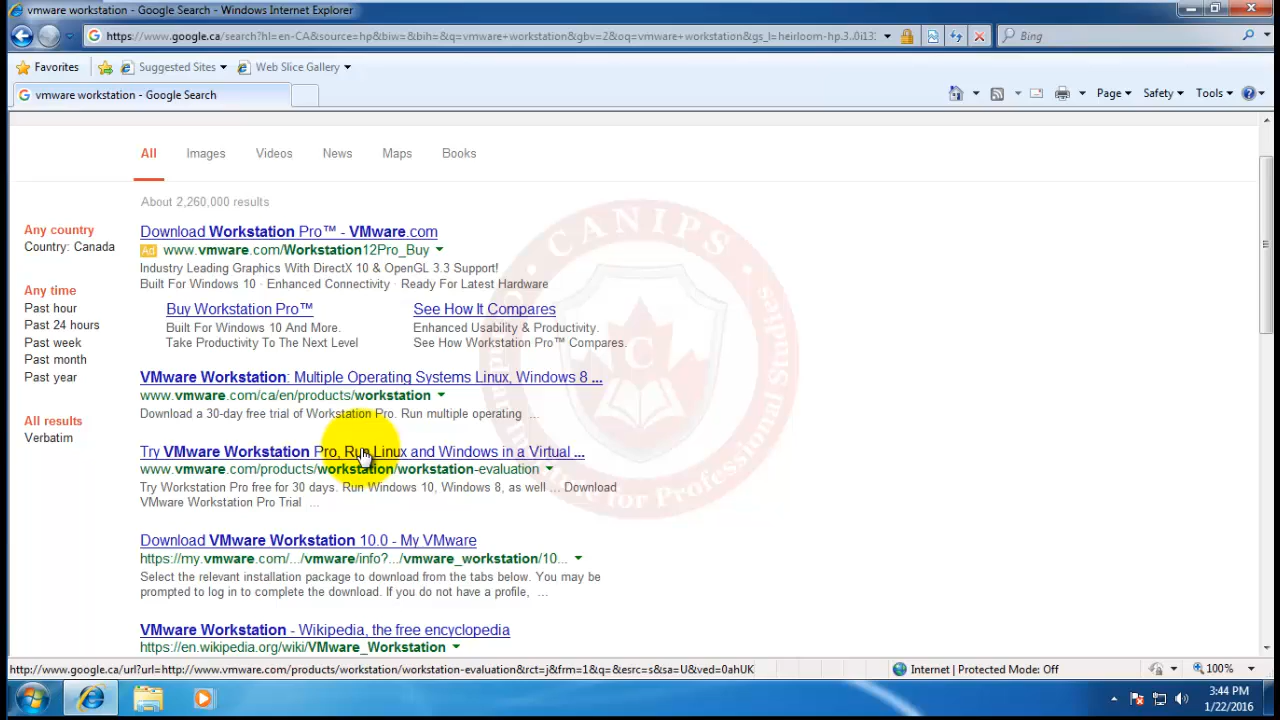 vmware workstation - Google Search - Windows Internet Explorer
https://www.google.ca/search?hl=en-CA&source=hp&biw=&bih=&q=vmware+workstation&gbv=2&oq=vmware+workstation&gs_l=heirloom-hp.3..0i13
Bing
Favorites Suggested Sites Web Slice Gallery
vmware workstation - Google Search
Page Safety Tools
All Images Videos News Maps Books
About 2,260,000 results
Any country
Country: Canada
Any time
Past hour
Past 24 hours
Past week
Past month
Past year
All results
Verbatim
Download Workstation Pro™ - VMware.com
Ad www.vmware.com/Workstation12Pro_Buy
Industry Leading Graphics With DirectX 10 & OpenGL 3.3 Support!
Built For Windows 10 · Enhanced Connectivity · Ready For Latest Hardware
Buy Workstation Pro™
Built For Windows 10 And More.
Take Productivity To The Next Level
See How It Compares
Enhanced Usability & Productivity.
See How Workstation Pro™ Compares.
VMware Workstation: Multiple Operating Systems Linux, Windows 8 ...
www.vmware.com/ca/en/products/workstation
Download a 30-day free trial of Workstation Pro. Run multiple operating ...
Try VMware Workstation Pro, Run Linux and Windows in a Virtual ...
www.vmware.com/products/workstation/workstation-evaluation
Try Workstation Pro free for 30 days. Run Windows 10, Windows 8, as well ... Download
VMware Workstation Pro Trial ...
Download VMware Workstation 10.0 - My VMware
https://my.vmware.com/.../vmware/info?.../vmware_workstation/10...
Select the relevant installation package to download from the tabs below. You may be
prompted to log in to complete the download. If you do not have a profile, ...
VMware Workstation - Wikipedia, the free encyclopedia
https://en.wikipedia.org/wiki/VMware_Workstation
CANIPS
for Professional Studies
http://www.google.ca/url?url=http://www.vmware.com/products/workstation/workstation-evaluation&rct=j&frm=1&q=&esrc=s&sa=U&ved=0ahUK
Internet | Protected Mode: Off
100%
3:44 PM
1/22/2016